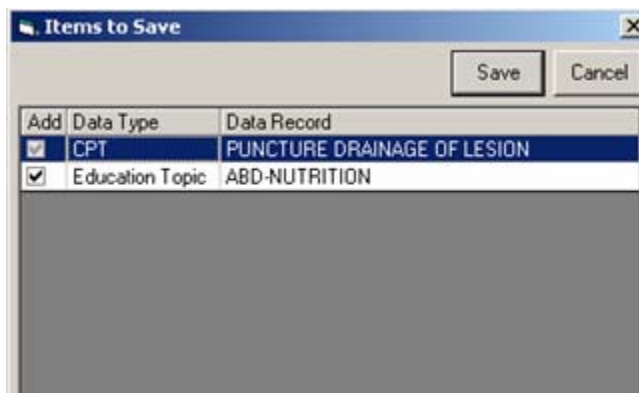 Items to Save
Save Cancel
Add Data Type Data Record
CPT PUNCTURE DRAINAGE OF LESION
Education Topic ABD-NUTRITION